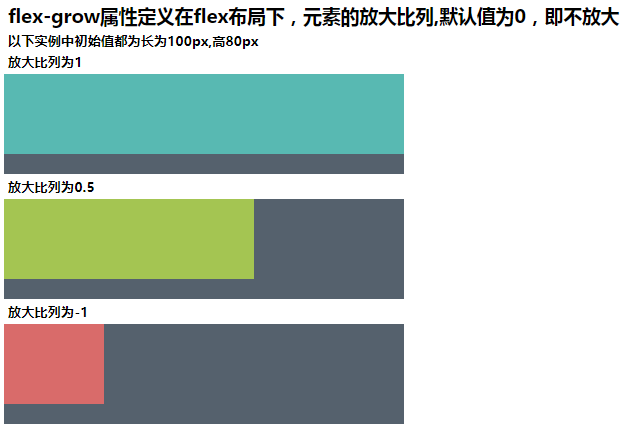 flex-grow属性定义在flex布局下，元素的放大比列,默认值为0，即不放大
以下实例中初始值都为长为100px,高80px
放大比列为1
放大比列为0.5
放大比列为-1